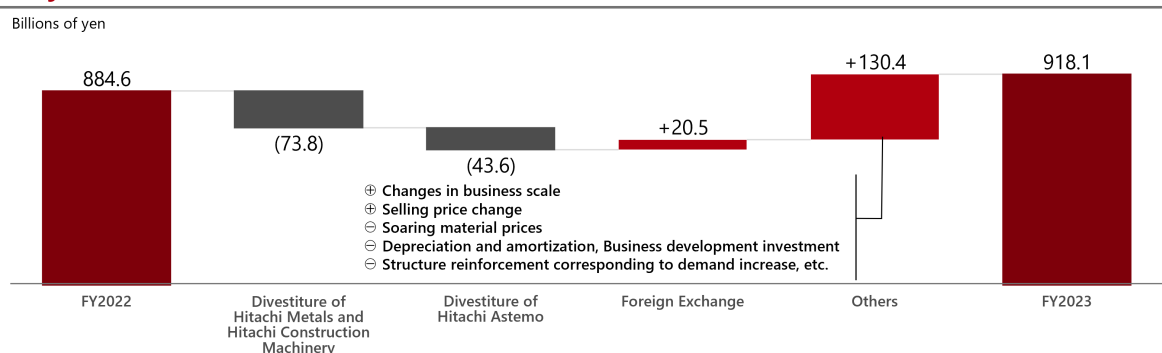 Billions of yen
884.6
(73.8)
(43.6)
+20.5
+130.4
918.1
⊕ Changes in business scale
⊕ Selling price change
⊖ Soaring material prices
⊖ Depreciation and amortization, Business development investment
⊖ Structure reinforcement corresponding to demand increase, etc.
FY2022
Divestiture of
Hitachi Metals and
Hitachi Construction
Machinery
Divestiture of
Hitachi Astemo
Foreign Exchange
Others
FY2023